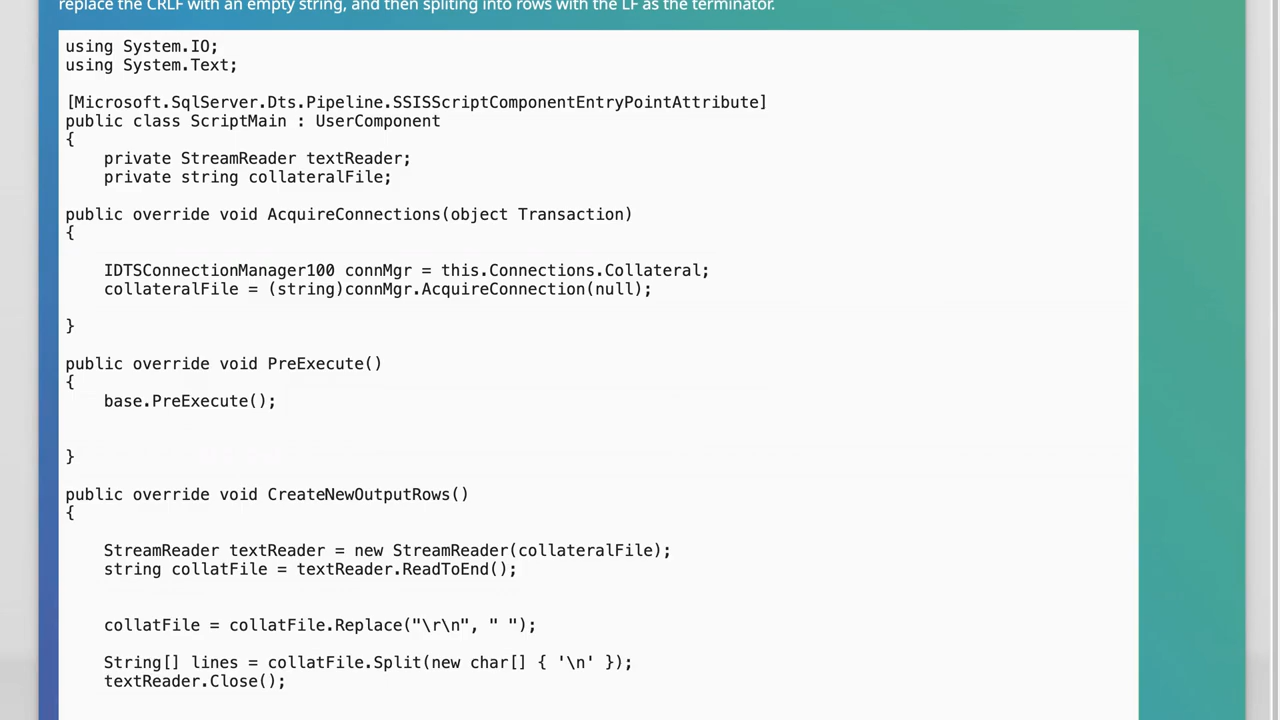 replace the CRLF with an empty string, and then spliting into rows with the LF as the terminator.
using System.IO;
using System.Text;
[Microsoft.SqlServer.Dts.Pipeline.SSISScriptComponentEntryPointAttribute]
public class ScriptMain : UserComponent
{
    private StreamReader textReader;
    private string collateralFile;
public override void AcquireConnections(object Transaction)
{
    IDTSConnectionManager100 connMgr = this.Connections.Collateral;
    collateralFile = (string)connMgr.AcquireConnection(null);
}
public override void PreExecute()
{
    base.PreExecute();
}
public override void CreateNewOutputRows()
{
    StreamReader textReader = new StreamReader(collateralFile);
    string collatFile = textReader.ReadToEnd();
    collatFile = collatFile.Replace("\r\n", " ");
    String[] lines = collatFile.Split(new char[] { '\n' });
    textReader.Close();